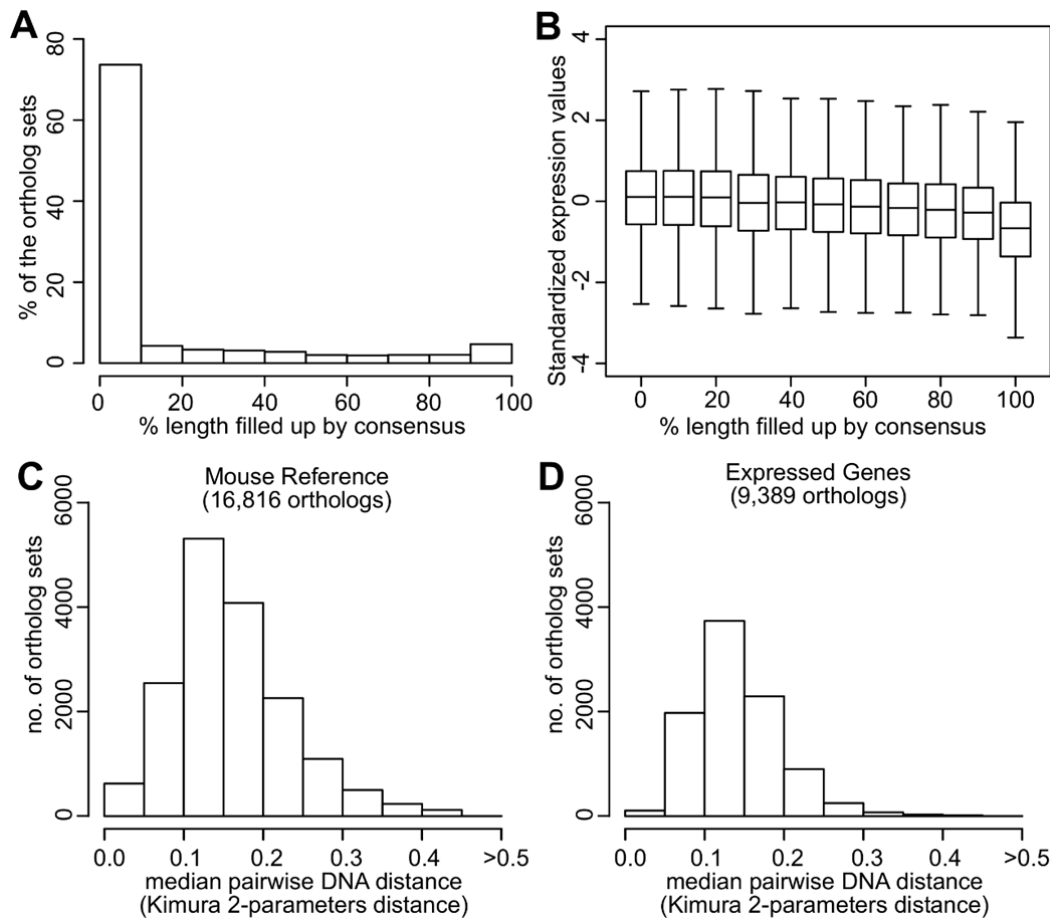 A
80
60
40
20
0
% of the ortholog sets
0 20 40 60 80 100
% length filled up by consensus
B
4
2
0
-2
-4
Standardized expression values
0 20 40 60 80 100
% length filled up by consensus
C
Mouse Reference
(16,816 orthologs)
6000
4000
2000
0
no. of ortholog sets
0.0 0.1 0.2 0.3 0.4 >0.5
median pairwise DNA distance
(Kimura 2-parameters distance)
D
Expressed Genes
(9,389 orthologs)
6000
4000
2000
0
no. of ortholog sets
0.0 0.1 0.2 0.3 0.4 >0.5
median pairwise DNA distance
(Kimura 2-parameters distance)